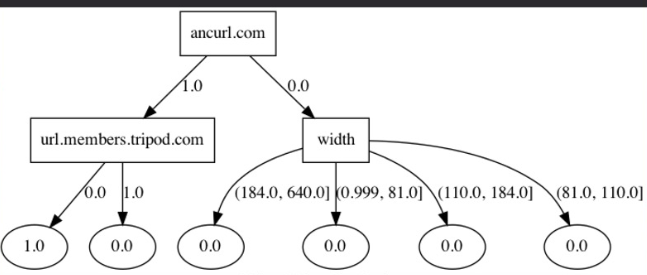 ancurl.com
1.0 0.0
url.members.tripod.com width
0.0 1.0 (184.0, 640.0] (0.999, 81.0] (110.0, 184.0] (81.0, 110.0]
1.0 0.0 0.0 0.0 0.0 0.0